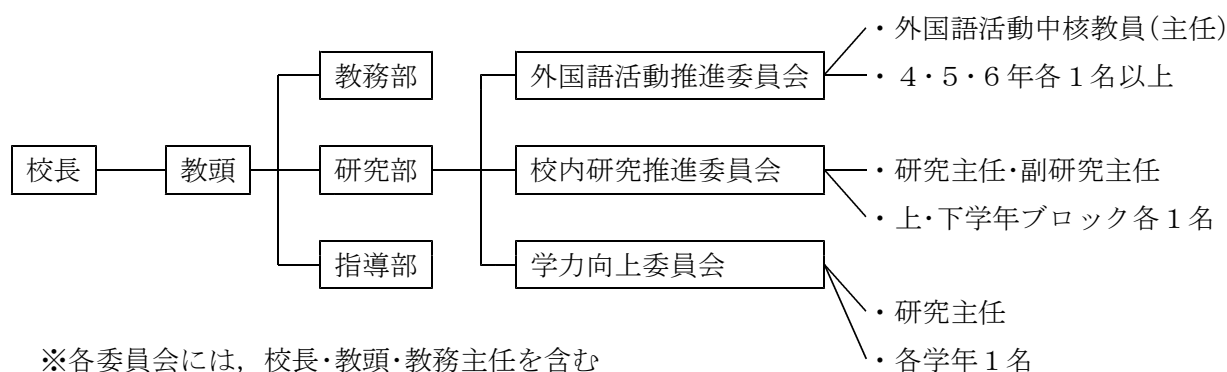 ・外国語活動中核教員(主任)
教務部
外国語活動推進委員会
・４・５・６年各１名以上
校長
教頭
研究部
校内研究推進委員会
・研究主任・副研究主任
・上・下学年ブロック各１名
指導部
学力向上委員会
・研究主任
・各学年１名
※各委員会には，校長・教頭・教務主任を含む